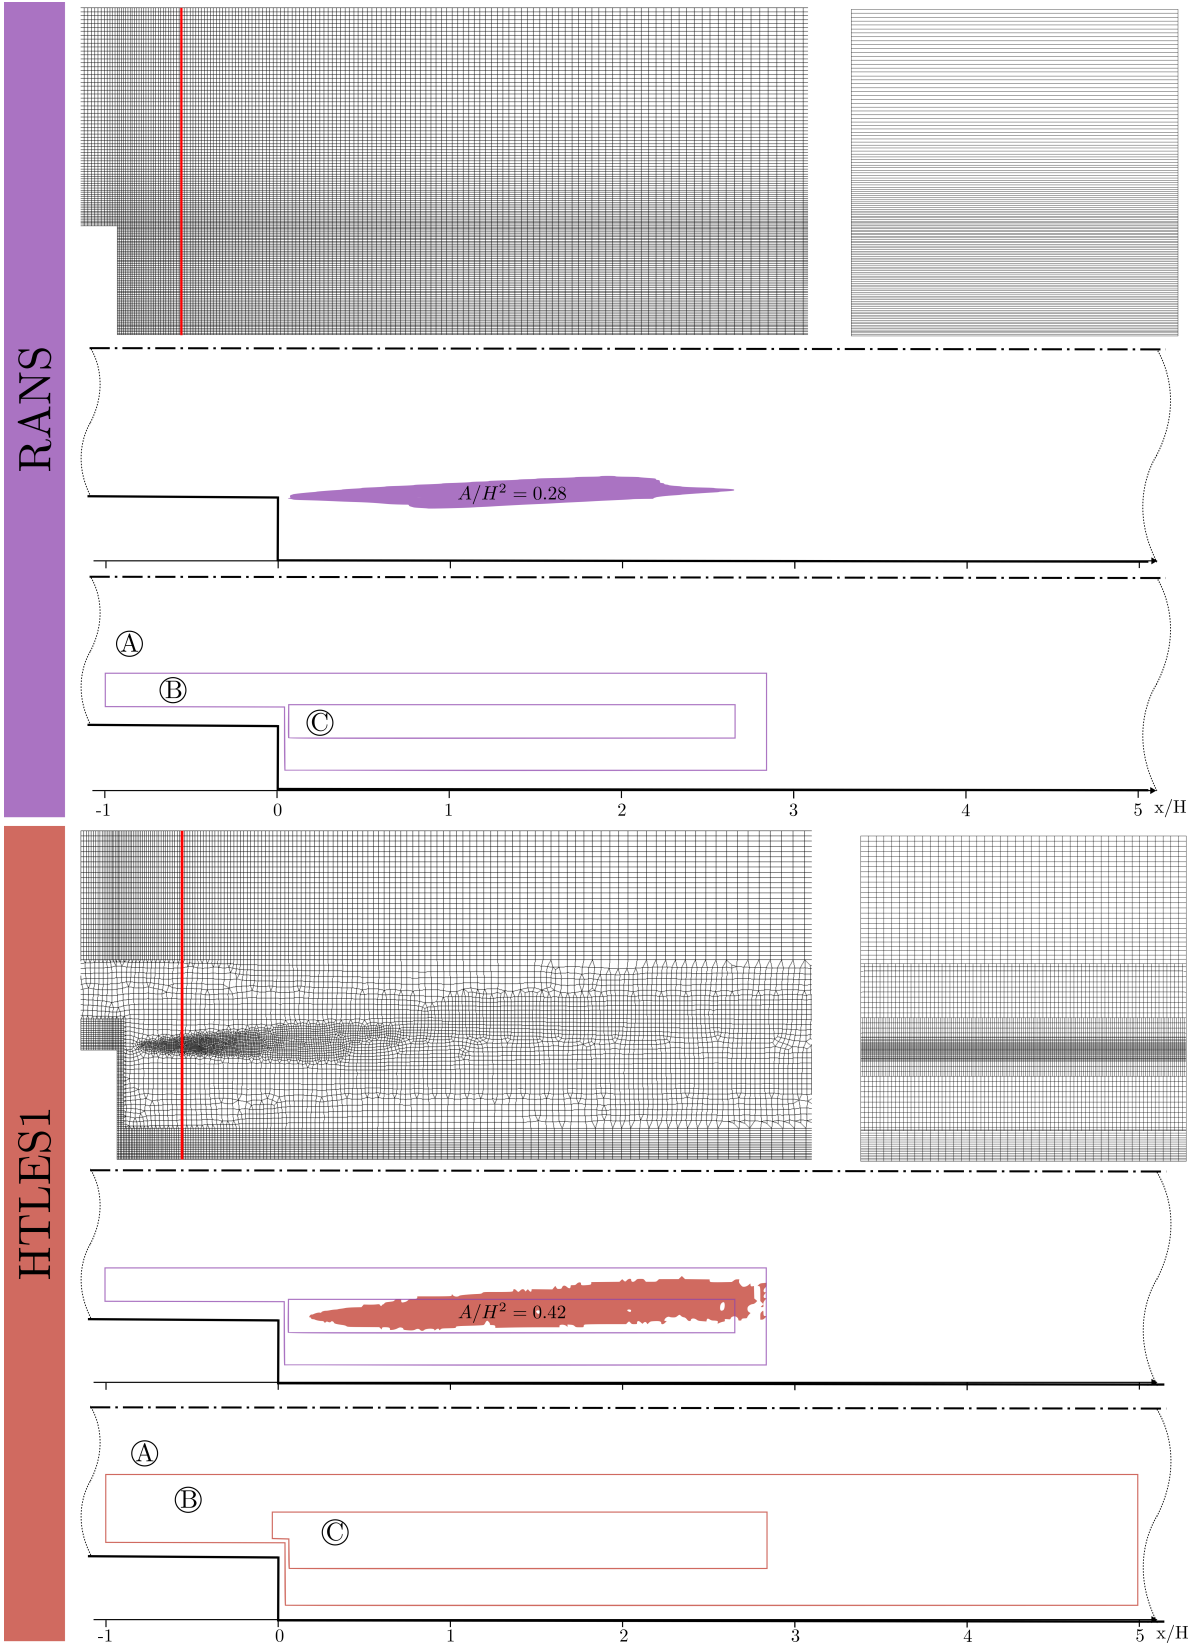 RANS
A/H² = 0.28
A
B
C
-1 0 1 2 3 4 5 x/H
HTLES1
A/H² = 0.42
A
B
C
-1 0 1 2 3 4 5 x/H